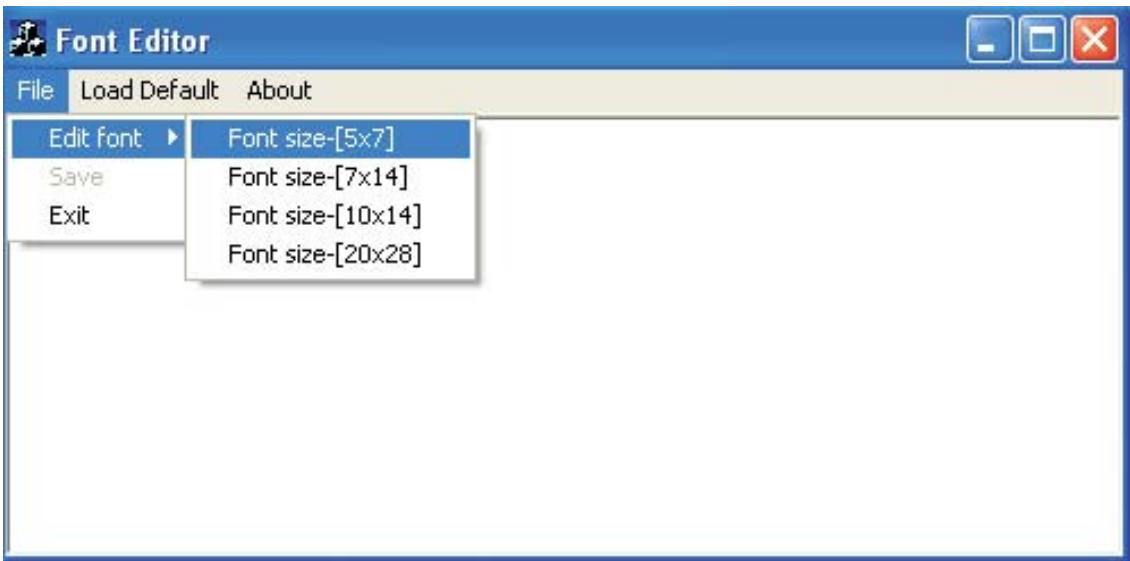 Font Editor
File Load Default About
Edit font Font size-[5x7]
Save Font size-[7x14]
Exit Font size-[10x14]
Font size-[20x28]